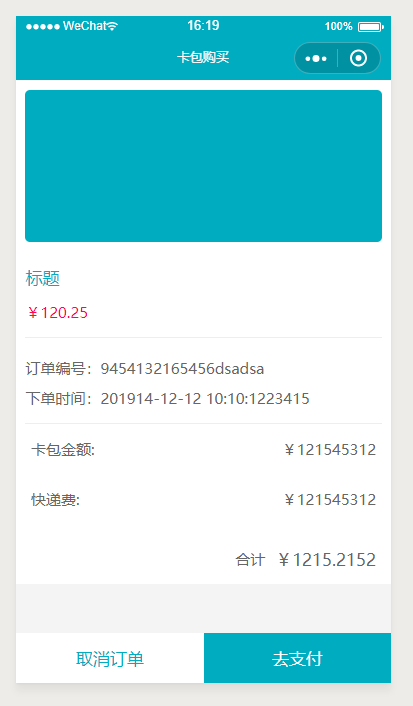 WeChat 16:19 100%
卡包购买
标题
￥120.25
订单编号：9454132165456dsadsa
下单时间：201914-12-12 10:10:1223415
卡包金额: ￥121545312
快递费: ￥121545312
合计 ￥1215.2152
取消订单 去支付